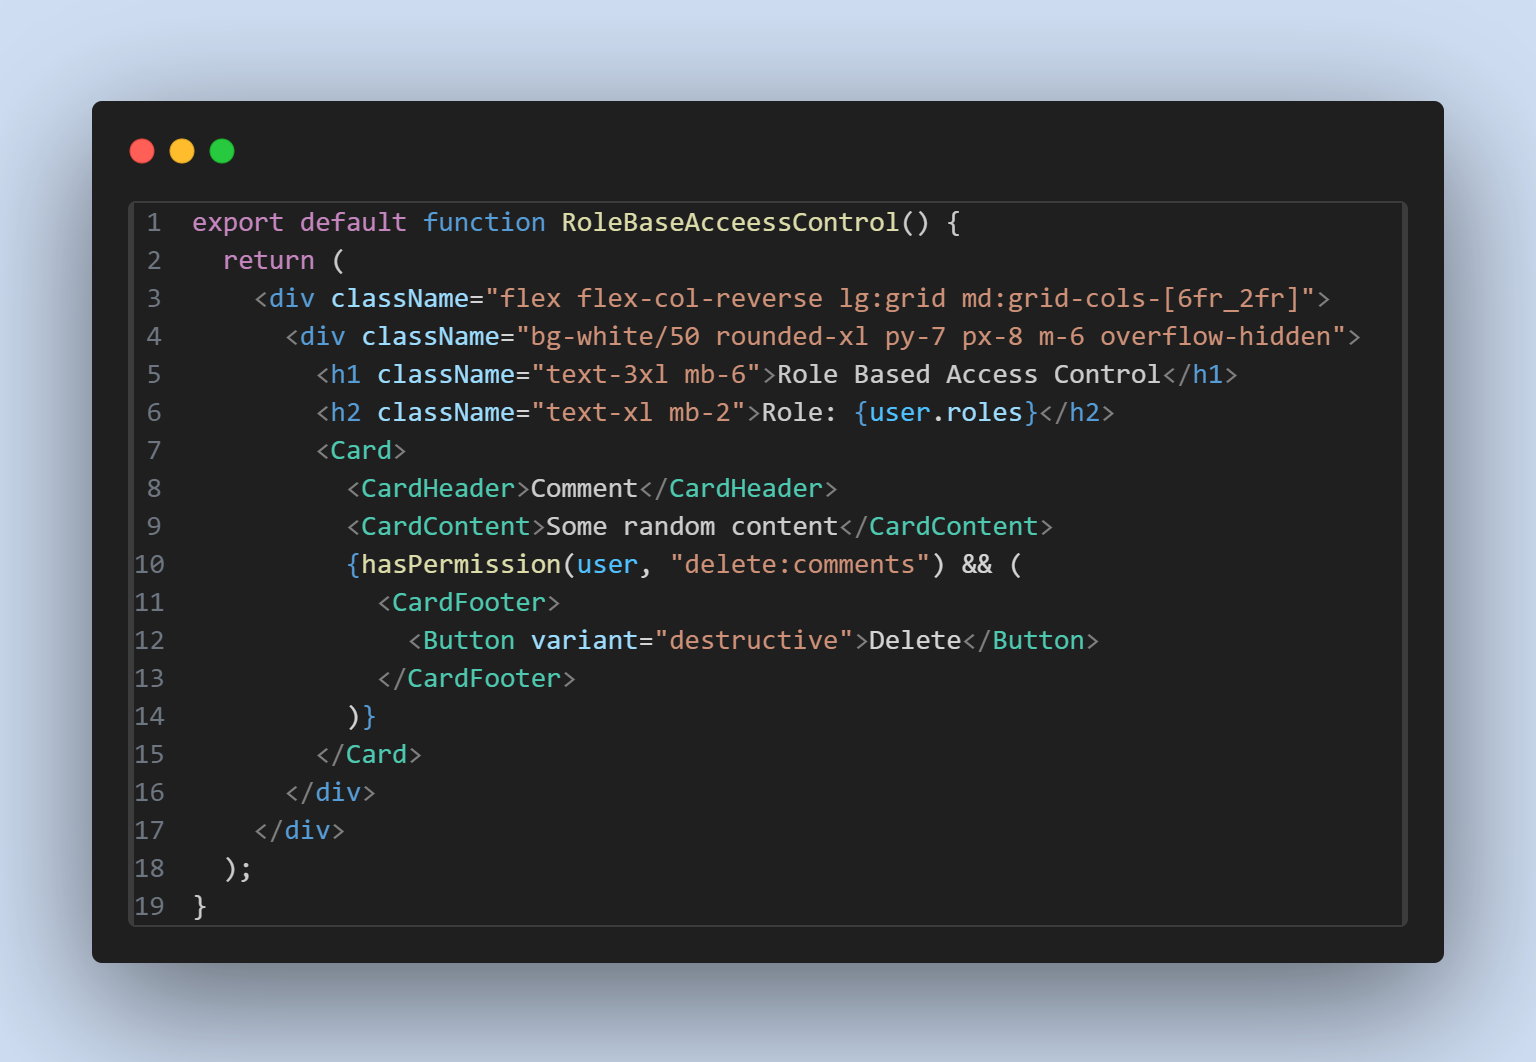 1 export default function RoleBaseAcceessControl() {
2 return (
3 <div className="flex flex-col-reverse lg:grid md:grid-cols-[6fr_2fr]">
4 <div className="bg-white/50 rounded-xl py-7 px-8 m-6 overflow-hidden">
5 <h1 className="text-3xl mb-6">Role Based Access Control</h1>
6 <h2 className="text-xl mb-2">Role: {user.roles}</h2>
7 <Card>
8 <CardHeader>Comment</CardHeader>
9 <CardContent>Some random content</CardContent>
10 {hasPermission(user, "delete:comments") && (
11 <CardFooter>
12 <Button variant="destructive">Delete</Button>
13 </CardFooter>
14 )}
15 </Card>
16 </div>
17 </div>
18 );
19 }